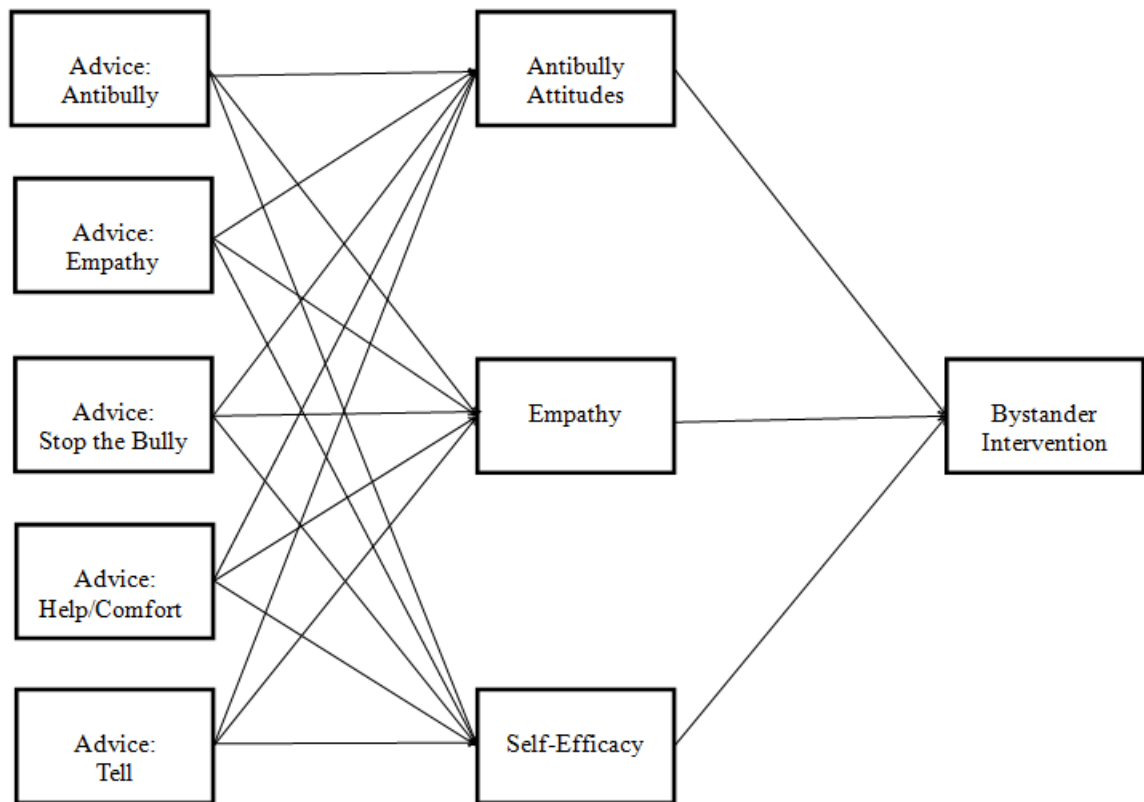 Advice:
Antibully
Advice:
Empathy
Advice:
Stop the Bully
Advice:
Help/Comfort
Advice:
Tell
Antibully
Attitudes
Empathy
Self-Efficacy
Bystander
Intervention